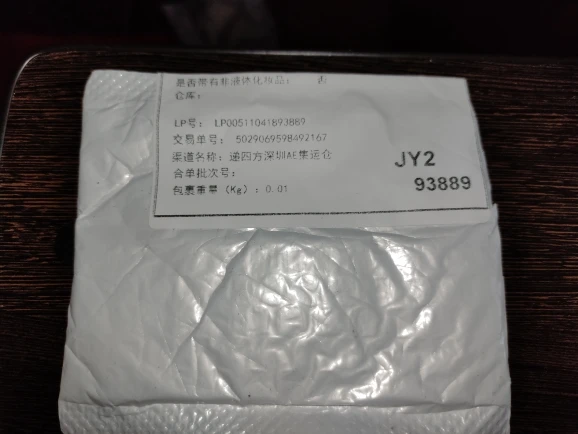 是否带有非液体化妆品： 否
仓库：
LP号： LP00511041893889
交易单号： 5029069598492167
渠道名称： 递四方深圳AE集运仓
合单批次号：
包裹重量（Kg）：0.01
JY2
93889